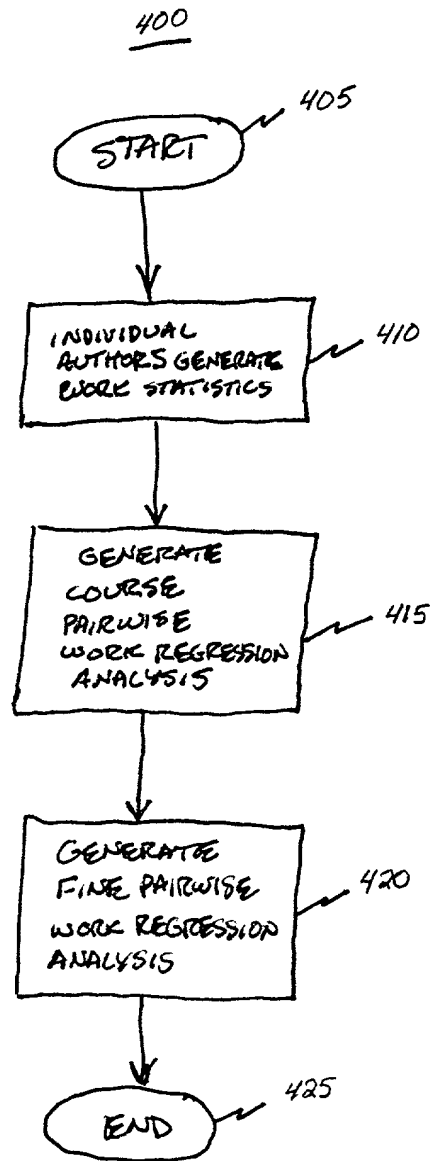 400
405
START
INDIVIDUAL
AUTHORS GENERATE
WORK STATISTICS
410
GENERATE
COURSE
PAIRWISE
WORK REGRESSION
ANALYSIS
415
GENERATE
FINE PAIRWISE
WORK REGRESSION
ANALYSIS
420
END
425